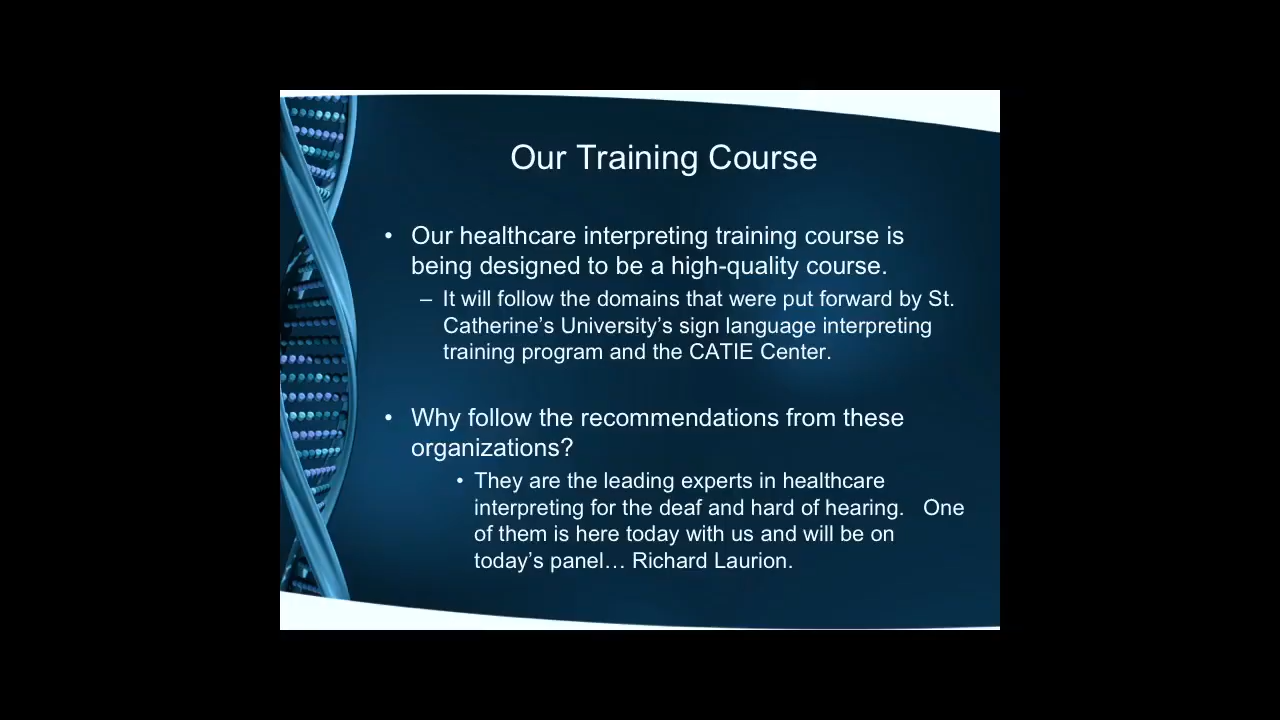 Our Training Course
• Our healthcare interpreting training course is
being designed to be a high-quality course.
– It will follow the domains that were put forward by St.
Catherine’s University’s sign language interpreting
training program and the CATIE Center.
• Why follow the recommendations from these
organizations?
• They are the leading experts in healthcare
interpreting for the deaf and hard of hearing.   One
of them is here today with us and will be on
today’s panel… Richard Laurion.